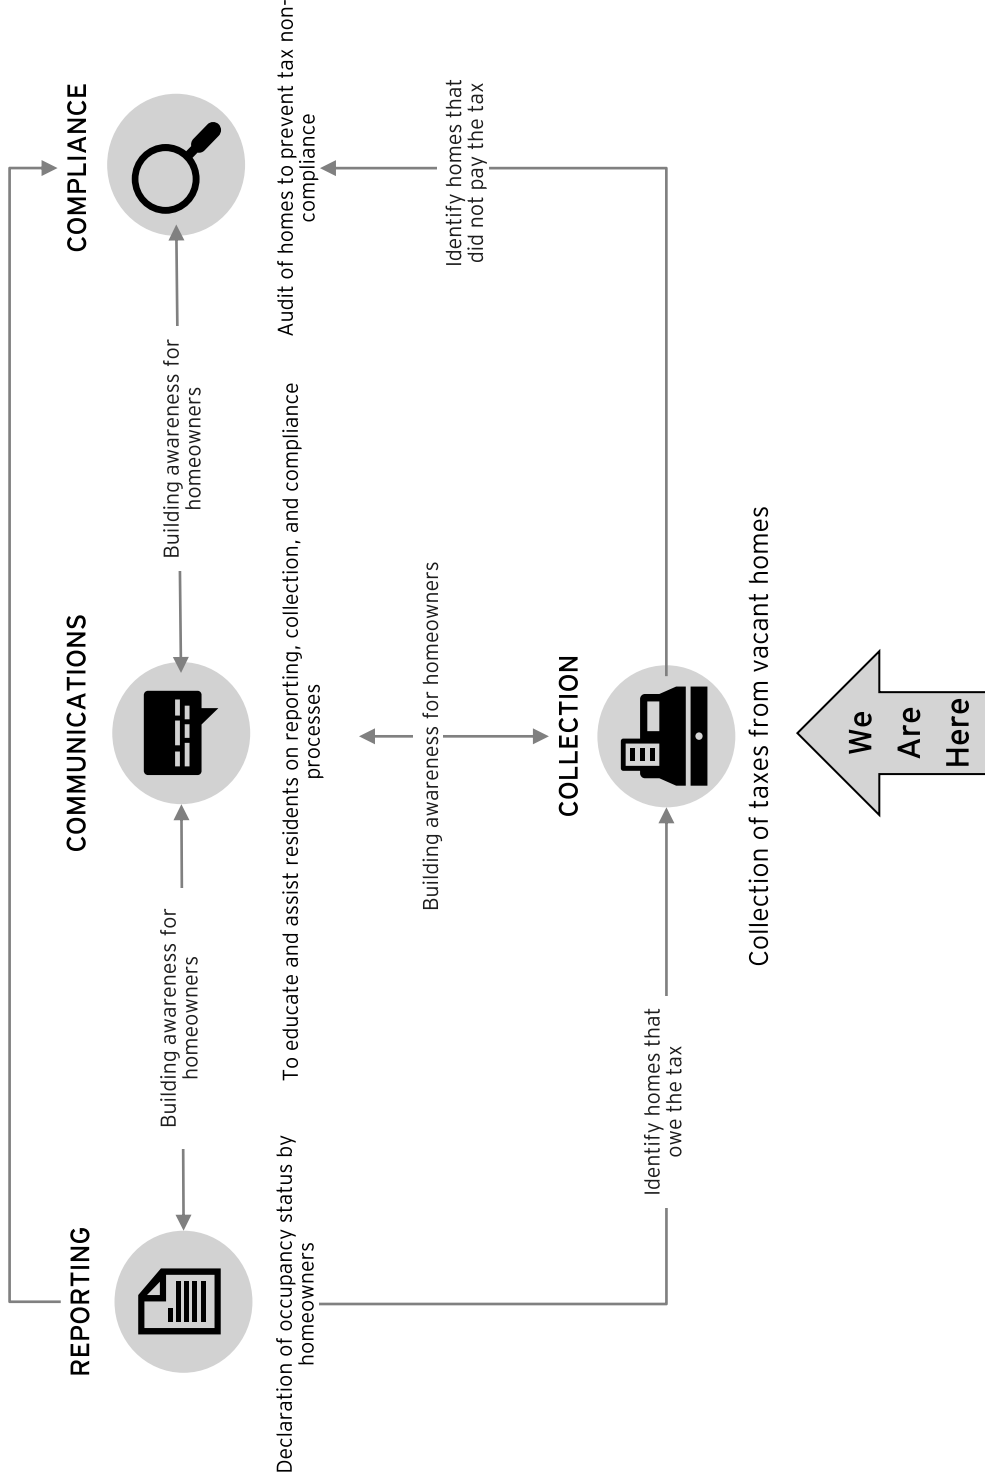 REPORTING
COMMUNICATIONS
COMPLIANCE
Building awareness for
homeowners
Building awareness for
homeowners
Declaration of occupancy status by
homeowners
To educate and assist residents on reporting, collection, and compliance
processes
Audit of homes to prevent tax non-
compliance
Building awareness for homeowners
Identify homes that
did not pay the tax
COLLECTION
Identify homes that
owe the tax
Collection of taxes from vacant homes
We
Are
Here